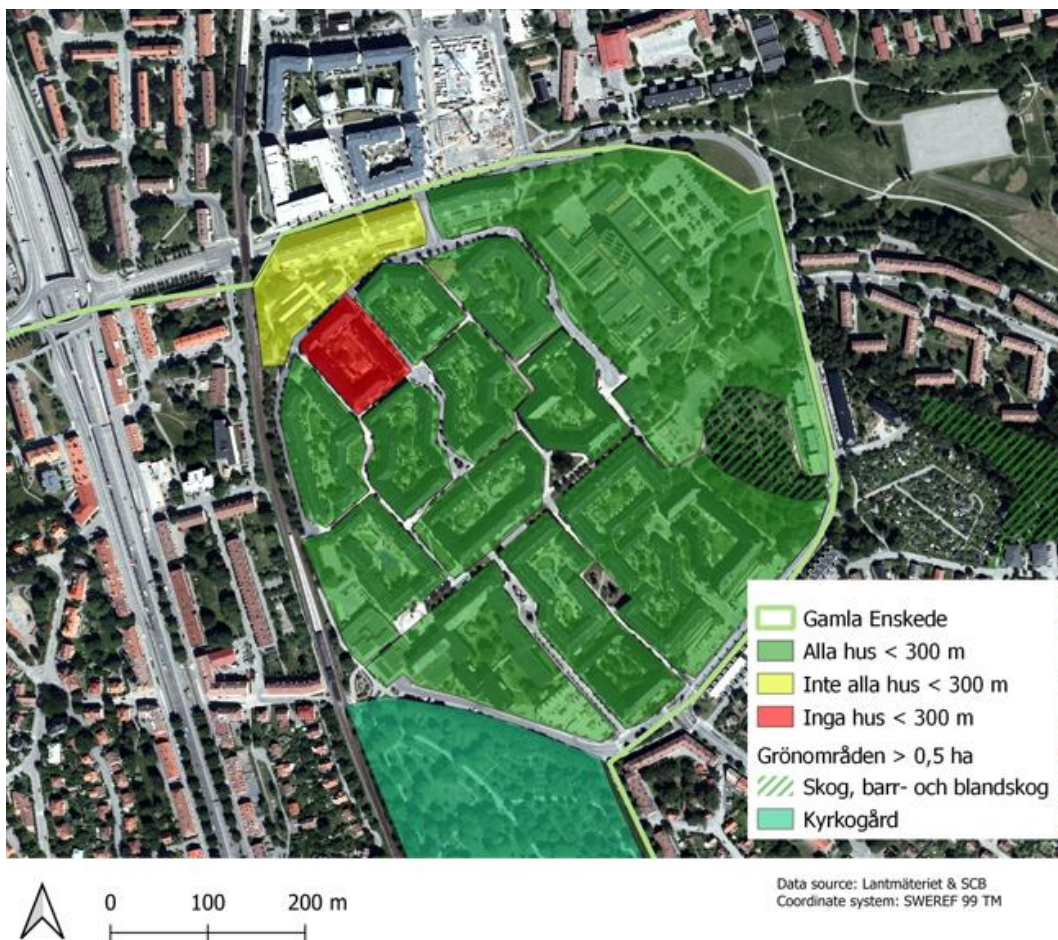 Gamla Enskede
Alla hus < 300 m
Inte alla hus < 300 m
Inga hus < 300 m
Grönområden > 0,5 ha
Skog, barr- och blandskog
Kyrkogård
0 100 200 m
Data source: Lantmäteriet & SCB
Coordinate system: SWEREF 99 TM